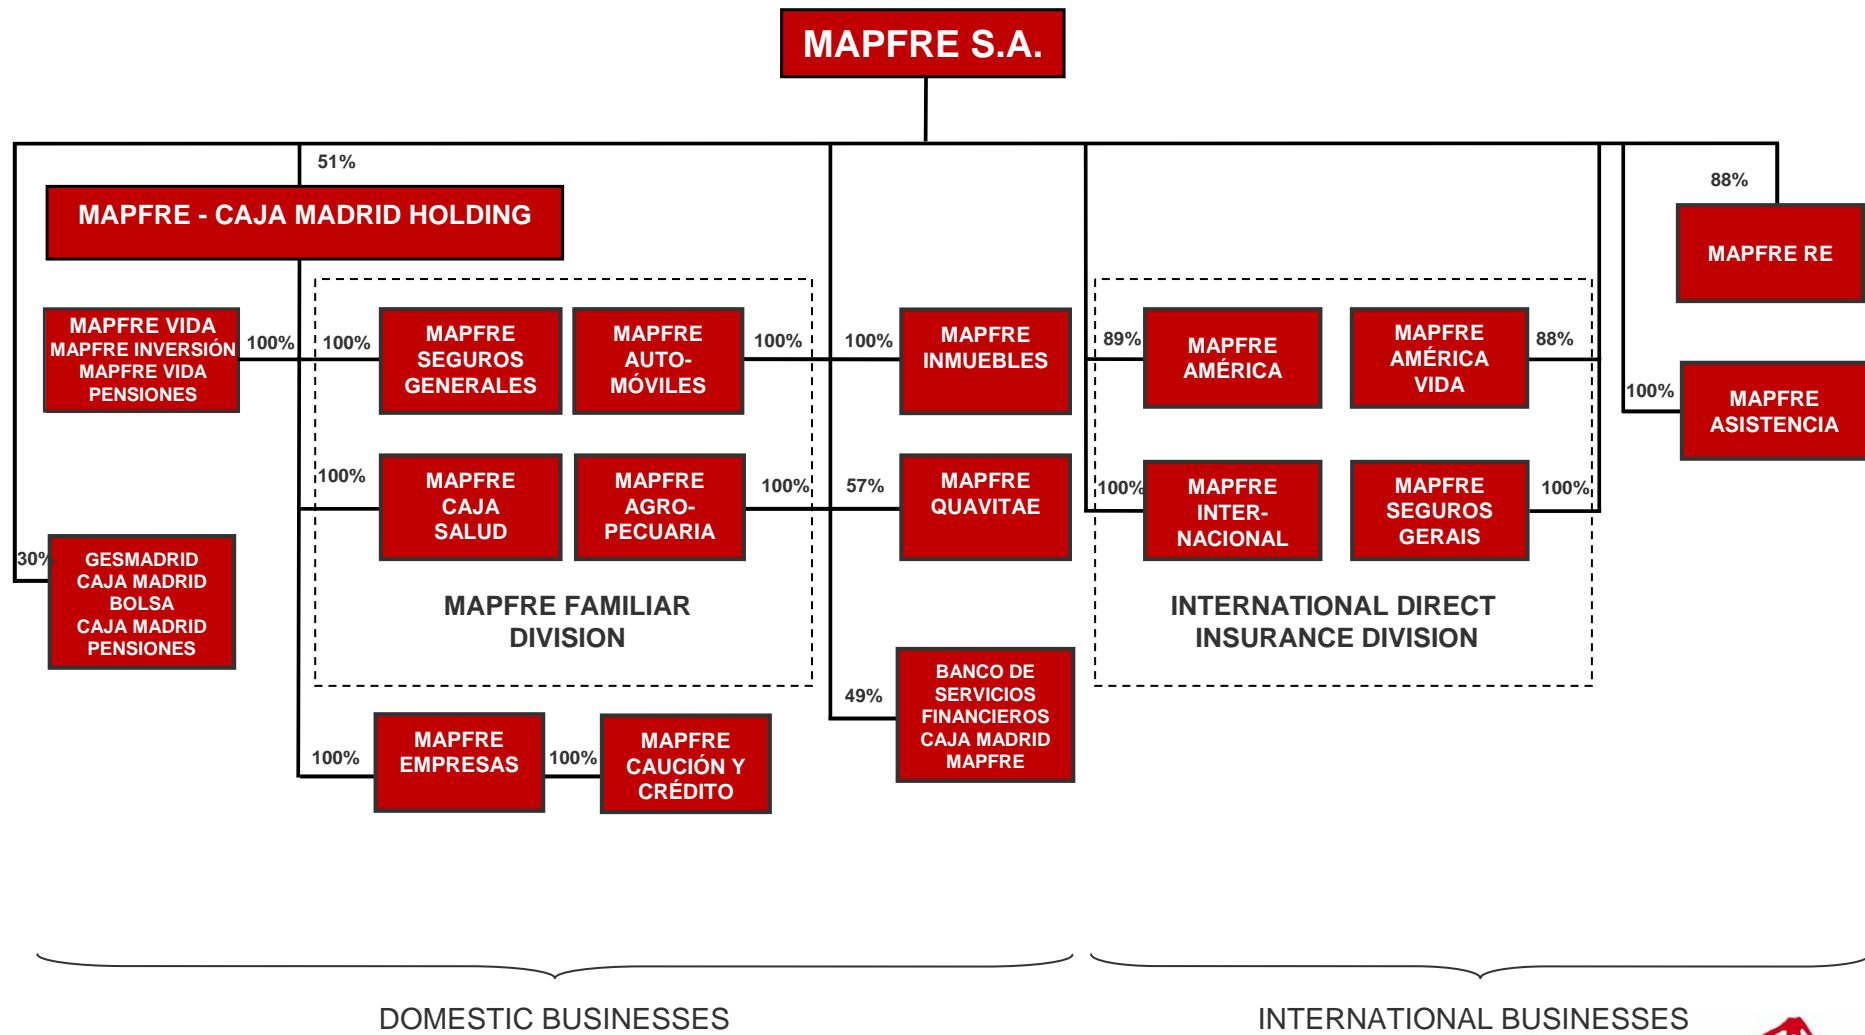 MAPFRE S.A.
51%
88%
MAPFRE - CAJA MADRID HOLDING
MAPFRE RE
MAPFRE VIDA
MAPFRE INVERSIÓN
MAPFRE VIDA
PENSIONES
100%
100%
MAPFRE
SEGUROS
GENERALES
MAPFRE
AUTO-
MÓVILES
100%
100%
MAPFRE
INMUEBLES
89%
MAPFRE
AMÉRICA
MAPFRE
AMÉRICA
VIDA
88%
100%
MAPFRE
ASISTENCIA
100%
MAPFRE
CAJA
SALUD
MAPFRE
AGRO-
PECUARIA
100%
57%
MAPFRE
QUAVITAE
100%
MAPFRE
INTER-
NACIONAL
MAPFRE
SEGUROS
GERAIS
100%
30%
GESMADRID
CAJA MADRID
BOLSA
CAJA MADRID
PENSIONES
MAPFRE FAMILIAR
DIVISION
INTERNATIONAL DIRECT
INSURANCE DIVISION
49%
BANCO DE
SERVICIOS
FINANCIEROS
CAJA MADRID
MAPFRE
100%
MAPFRE
EMPRESAS
100%
MAPFRE
CAUCIÓN Y
CRÉDITO
DOMESTIC BUSINESSES
INTERNATIONAL BUSINESSES